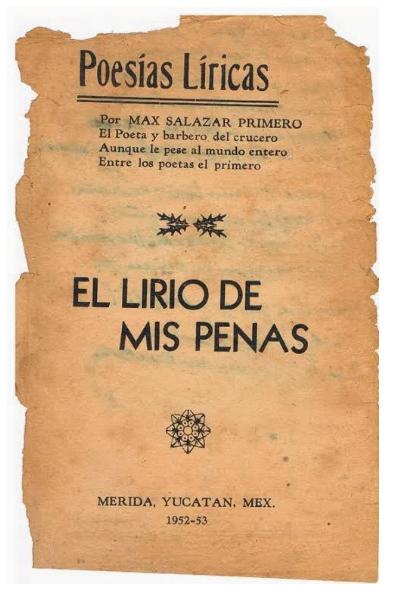 Poesías Líricas
Por MAX SALAZAR PRIMERO
El Poeta y barbero del crucero
Aunque le pese al mundo entero
Entre los poetas el primero
EL LIRIO DE
MIS PENAS
MERIDA, YUCATAN, MEX.
1952-53